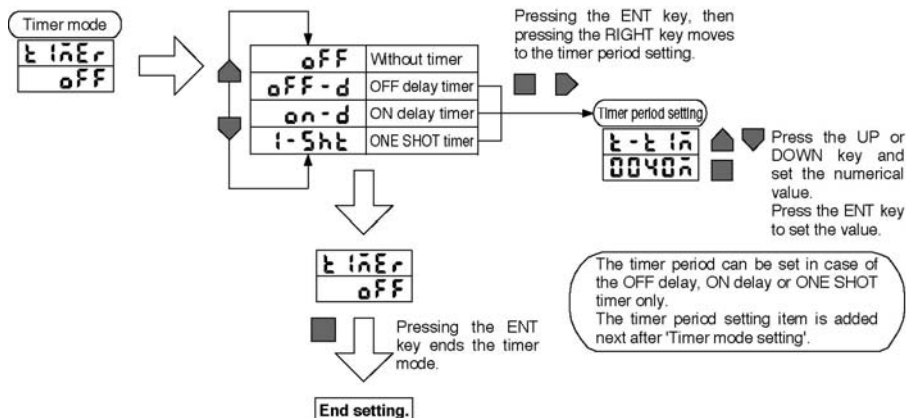 Timer mode
tiMEr
oFF
oFF
Without timer
oFF-d
OFF delay timer
on-d
ON delay timer
1-Sht
ONE SHOT timer
Pressing the ENT key, then
pressing the RIGHT key moves
to the timer period setting.
Timer period setting
t-tiM
0040M
Press the UP or
DOWN key and
set the numerical
value.
Press the ENT key
to set the value.
tiMEr
oFF
Pressing the ENT
key ends the timer
mode.
End setting.
The timer period can be set in case of
the OFF delay, ON delay or ONE SHOT
timer only.
The timer period setting item is added
next after 'Timer mode setting'.